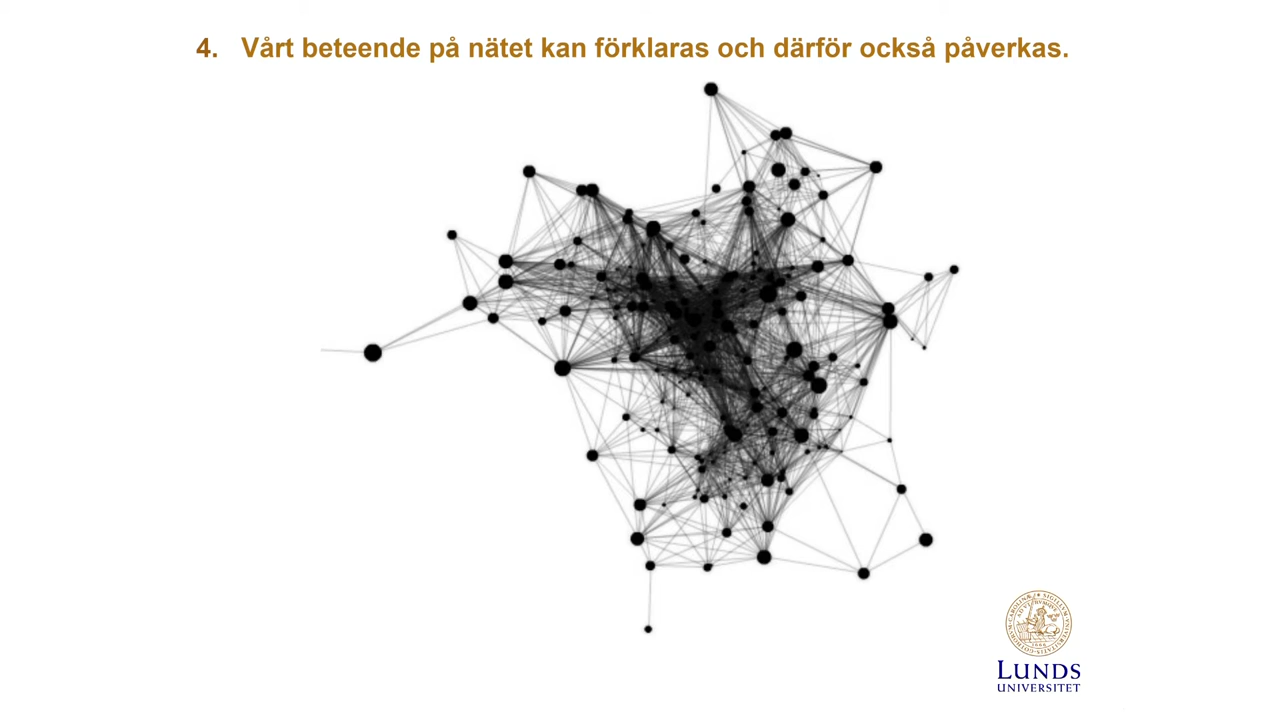 4. Vårt beteende på nätet kan förklaras och därför också påverkas.
LUNDS
UNIVERSITET